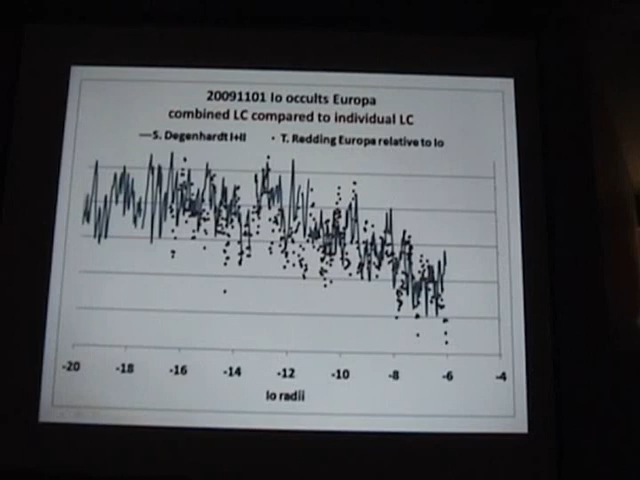 20091101 Io occults Europa
combined LC compared to individual LC
S. Degenhardt I+II
T. Redding Europa relative to Io
-20 -18 -16 -14 -12 -10 -8 -6 -4
Io radii